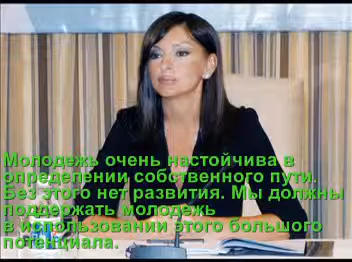 Молодежь очень настойчива в
определении собственного пути.
Без этого нет развития. Мы должны
поддержать молодежь
в использовании этого большого
потенциала.